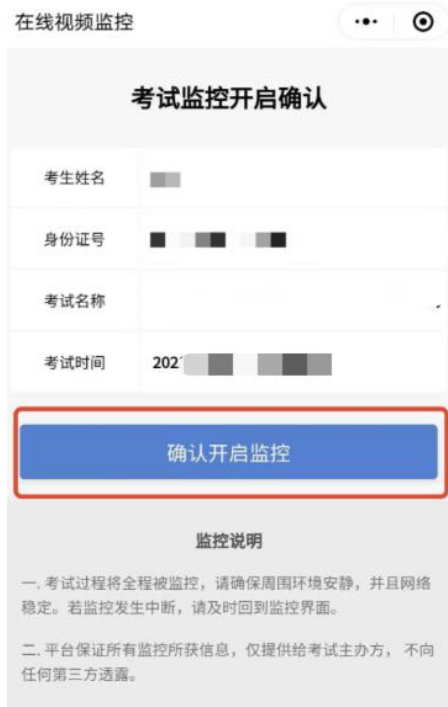 在线视频监控
考试监控开启确认
考生姓名
身份证号
考试名称
考试时间 202
确认开启监控
监控说明
一. 考试过程将全程被监控，请确保周围环境安静，并且网络
稳定。若监控发生中断，请及时回到监控界面。
二. 平台保证所有监控所获信息，仅提供给考试主办方， 不向
任何第三方透露。